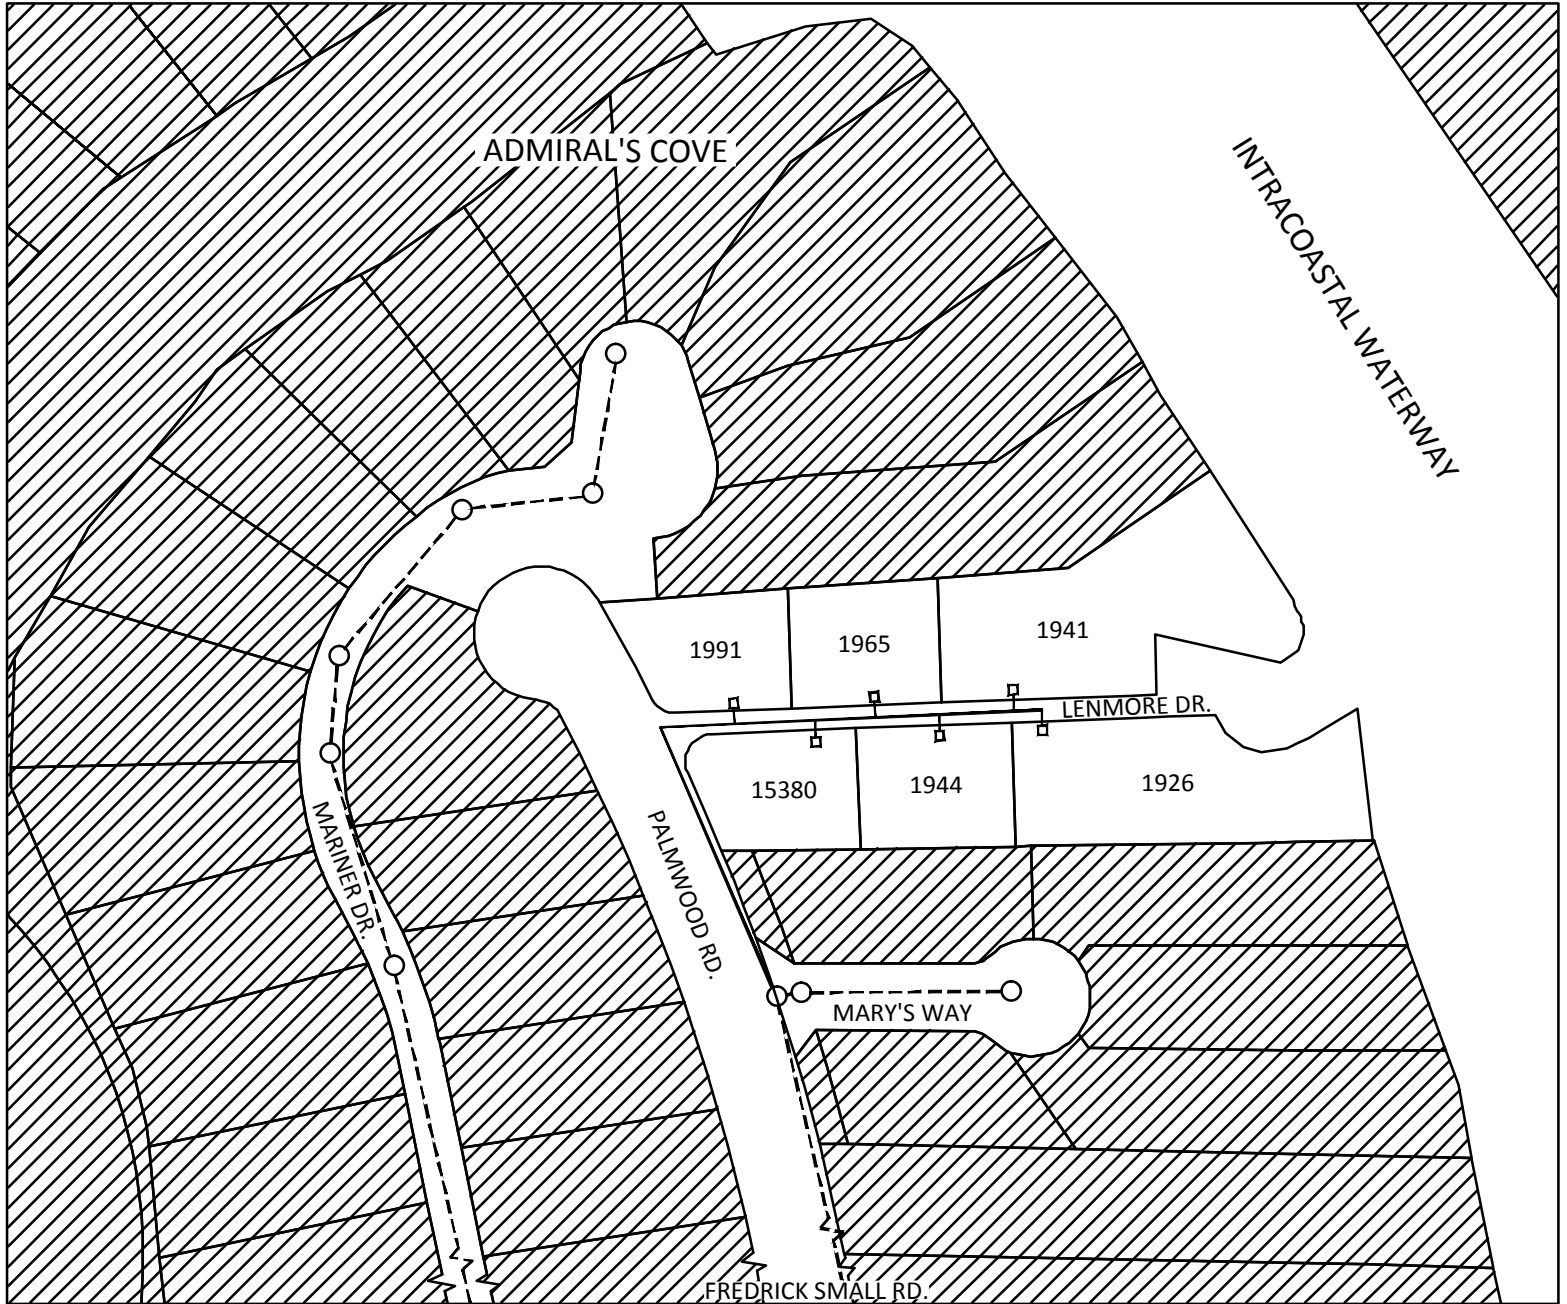 ADMIRAL'S COVE
INTRACOASTAL WATERWAY
1991
1965
1941
LENMORE DR.
15380
1944
1926
MARINER DR.
PALMWOOD RD.
MARY'S WAY
FREDRICK SMALL RD.